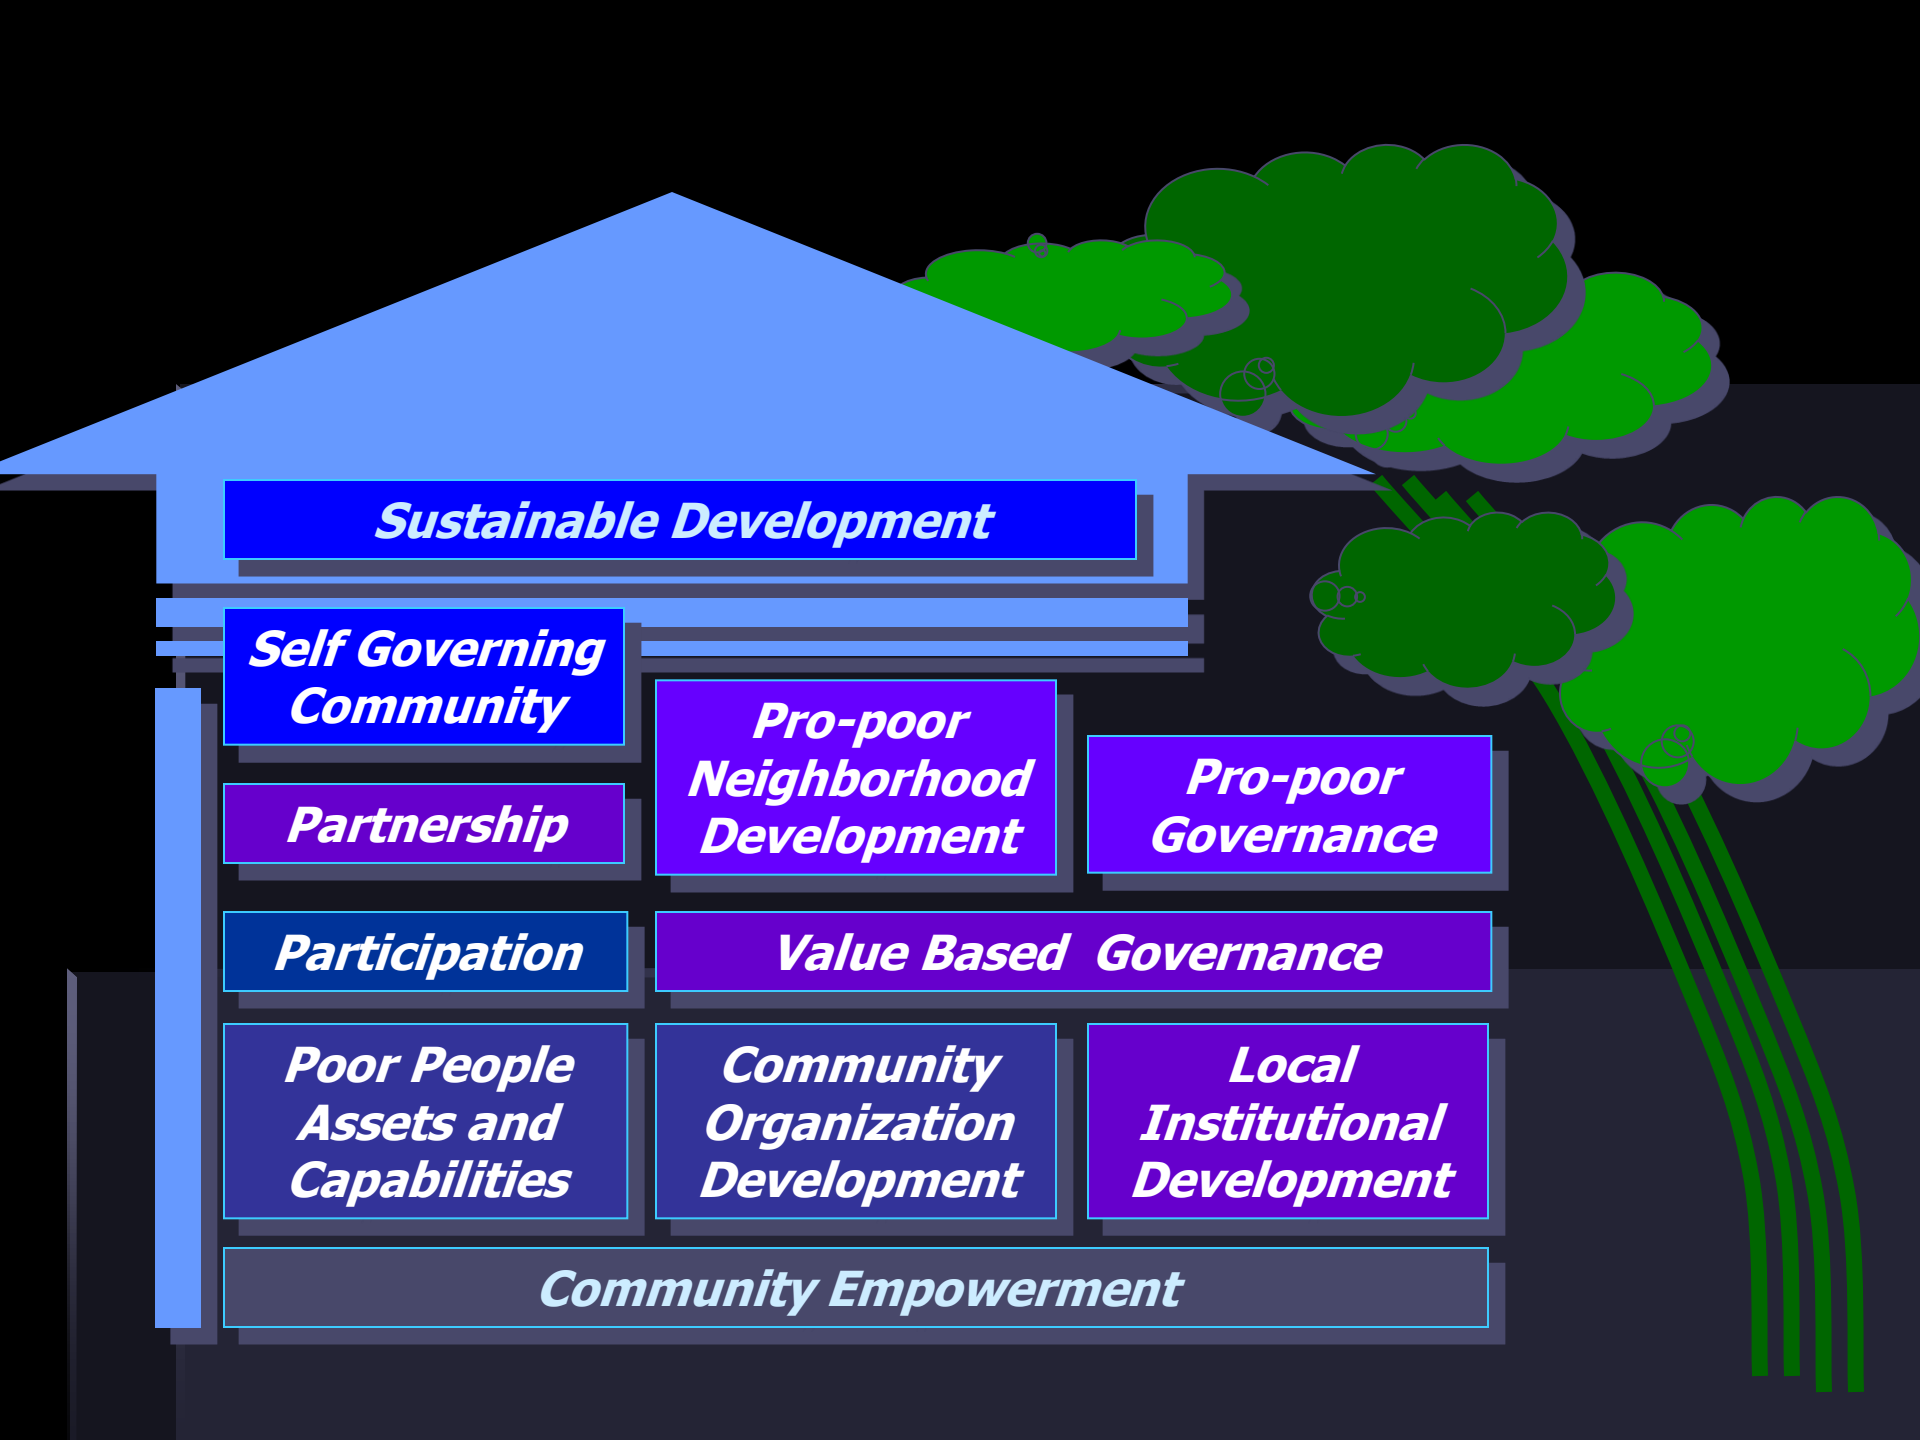 Sustainable Development
Self Governing
Community
Pro-poor
Neighborhood
Development
Pro-poor
Governance
Partnership
Participation
Value Based  Governance
Poor People
Assets and
Capabilities
Community
Organization
Development
Local
Institutional
Development
Community Empowerment